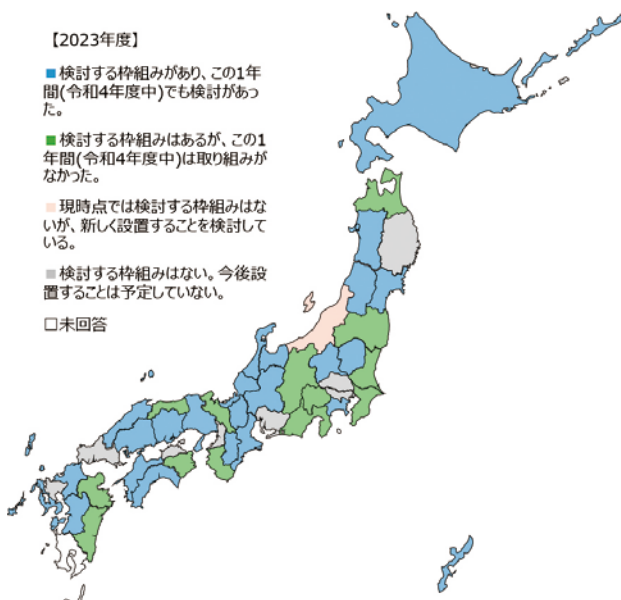 【2023年度】
■検討する枠組みがあり、この1年
間(令和4年度中)でも検討があっ
た。
■検討する枠組みはあるが、この1
年間(令和4年度中)は取り組みが
なかった。
■現時点では検討する枠組みはな
いが、新しく設置することを検討して
いる。
■検討する枠組みはない。今後設
置することは予定していない。
□未回答